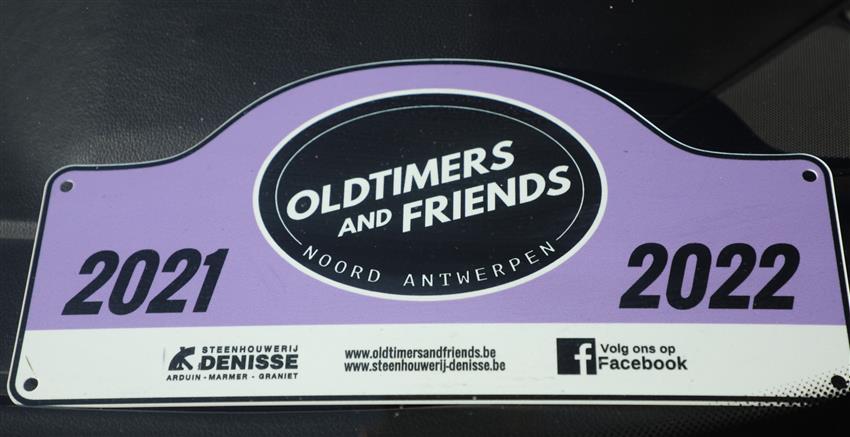 OLDTIMERS
AND FRIENDS
NOORD ANTWERPEN
2021
2022
STEENHOUWERIJ
DENISSE
ARDUIN - MARMER - GRANIET
www.oldtimersandfriends.be
www.steenhouwerij-denisse.be
f
Volg ons op
Facebook